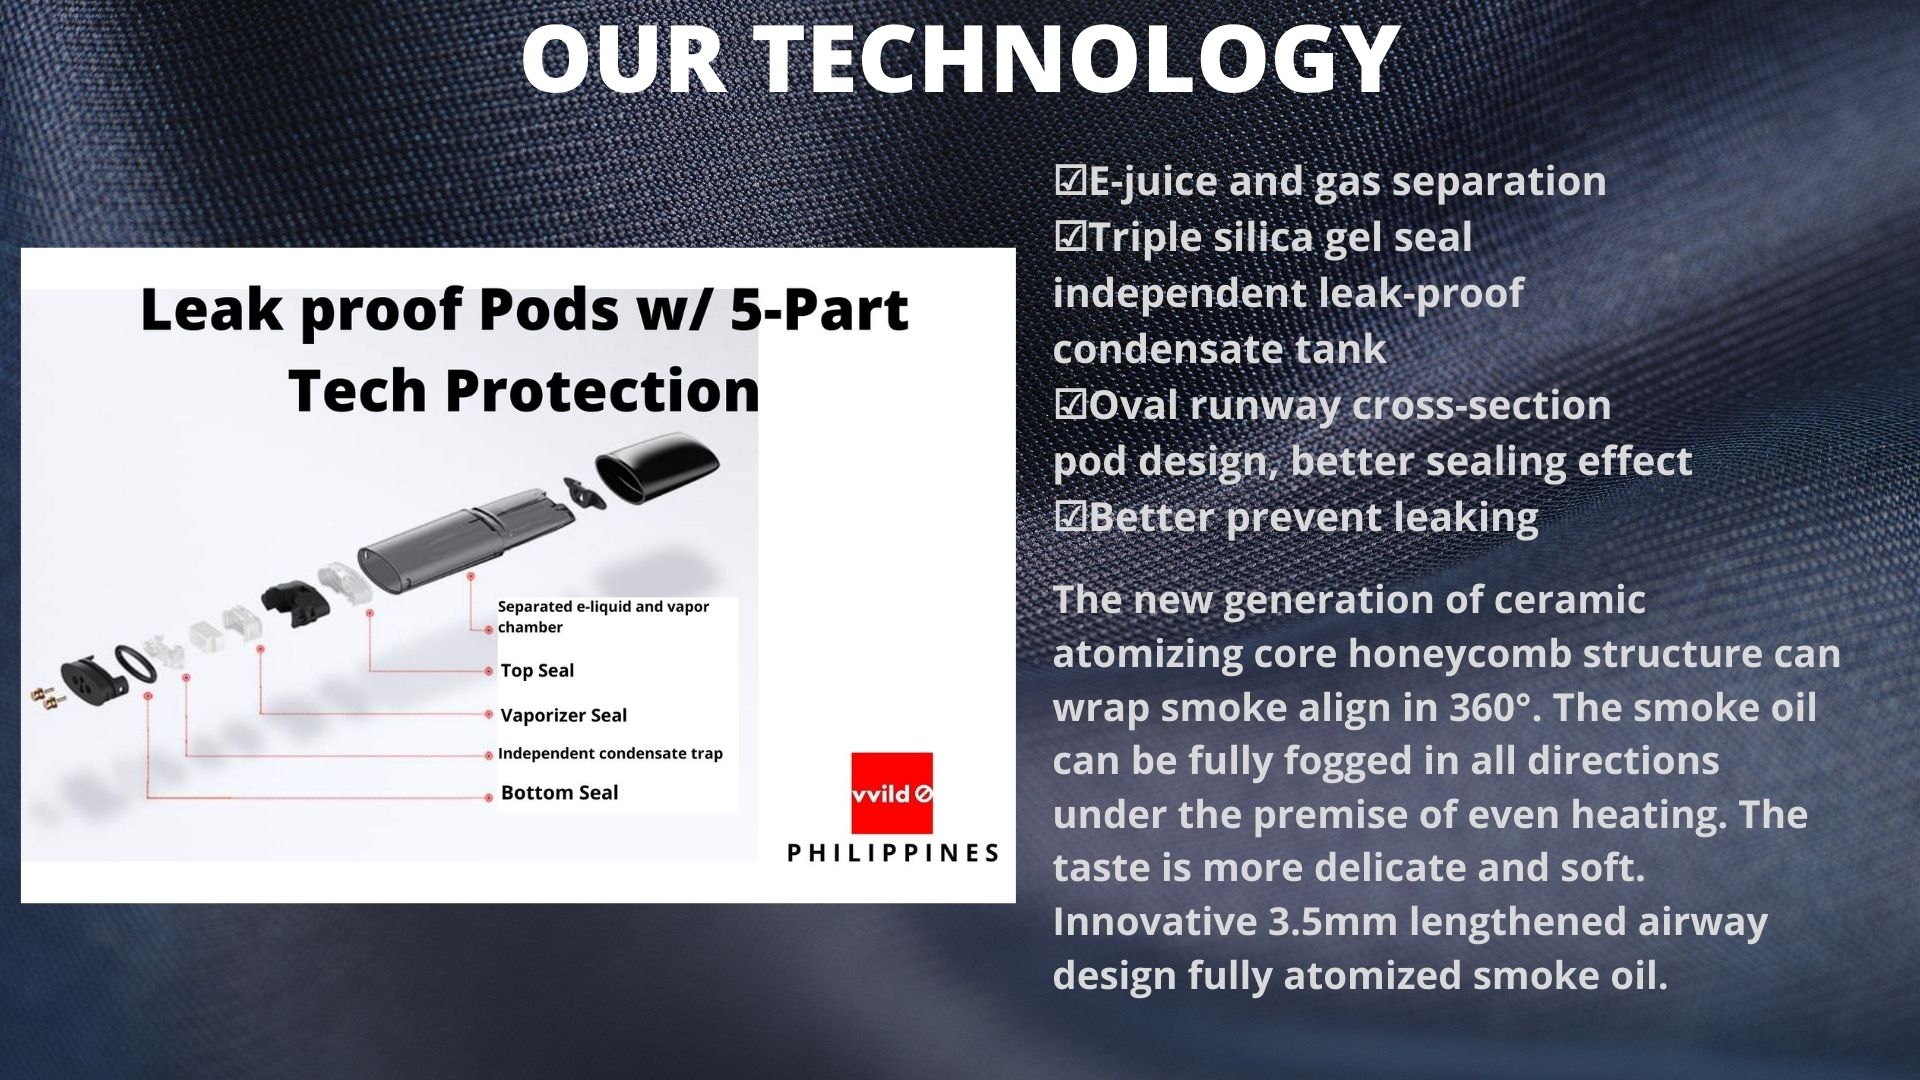 OUR TECHNOLOGY
Leak proof Pods w/ 5-Part
Tech Protection
Separated e-liquid and vapor
chamber
Top Seal
Vaporizer Seal
Independent condensate trap
Bottom Seal
vvild
PHILIPPINES
☑E-juice and gas separation
☑Triple silica gel seal
independent leak-proof
condensate tank
☑Oval runway cross-section
pod design, better sealing effect
☑Better prevent leaking
The new generation of ceramic
atomizing core honeycomb structure can
wrap smoke align in 360°. The smoke oil
can be fully fogged in all directions
under the premise of even heating. The
taste is more delicate and soft.
Innovative 3.5mm lengthened airway
design fully atomized smoke oil.